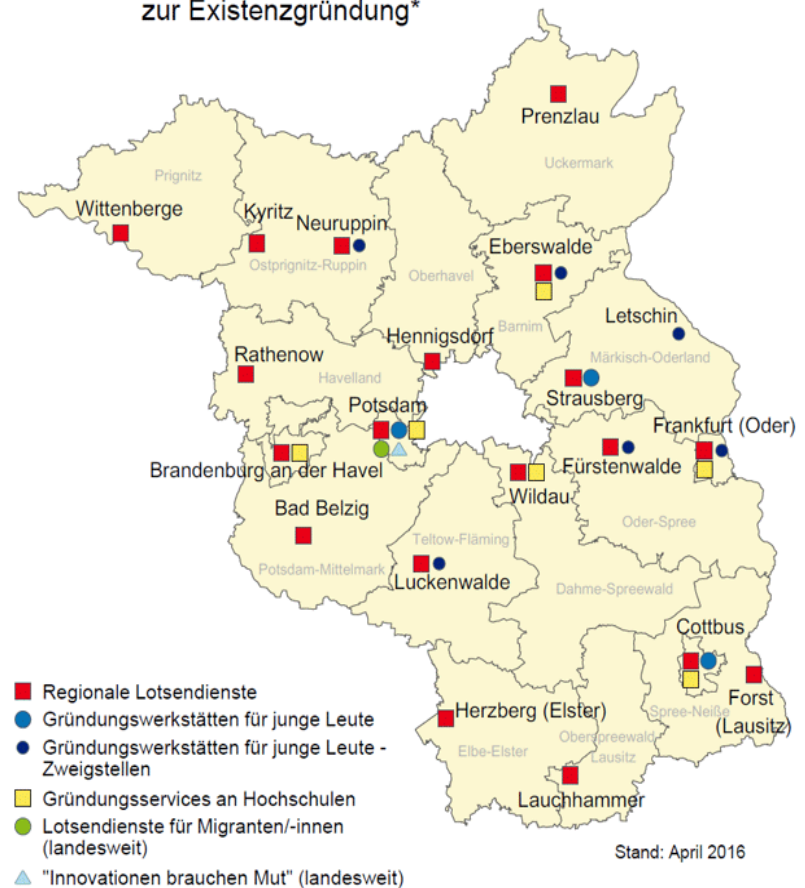 zur Existenzgründung*
Prenzlau
Uckermark
Prignitz
Wittenberge
Kyritz
Neuruppin
Ostprignitz-Ruppin
Oberhavel
Eberswalde
Barnim
Letschin
Märkisch-Oderland
Hennigsdorf
Rathenow
Havelland
Strausberg
Potsdam
Frankfurt (Oder)
Brandenburg an der Havel
Fürstenwalde
Wildau
Bad Belzig
Oder-Spree
Teltow-Fläming
Potsdam-Mittelmark
Luckenwalde
Dahme-Spreewald
Cottbus
Forst
(Lausitz)
Spree-Neiße
Herzberg (Elster)
Elbe-Elster
Oberspreewald
Lausitz
Lauchhammer
Regionale Lotsendienste
Gründungswerkstätten für junge Leute
Gründungswerkstätten für junge Leute -
Zweigstellen
Gründungsservices an Hochschulen
Lotsendienste für Migranten/-innen
(landesweit)
"Innovationen brauchen Mut" (landesweit)
Stand: April 2016